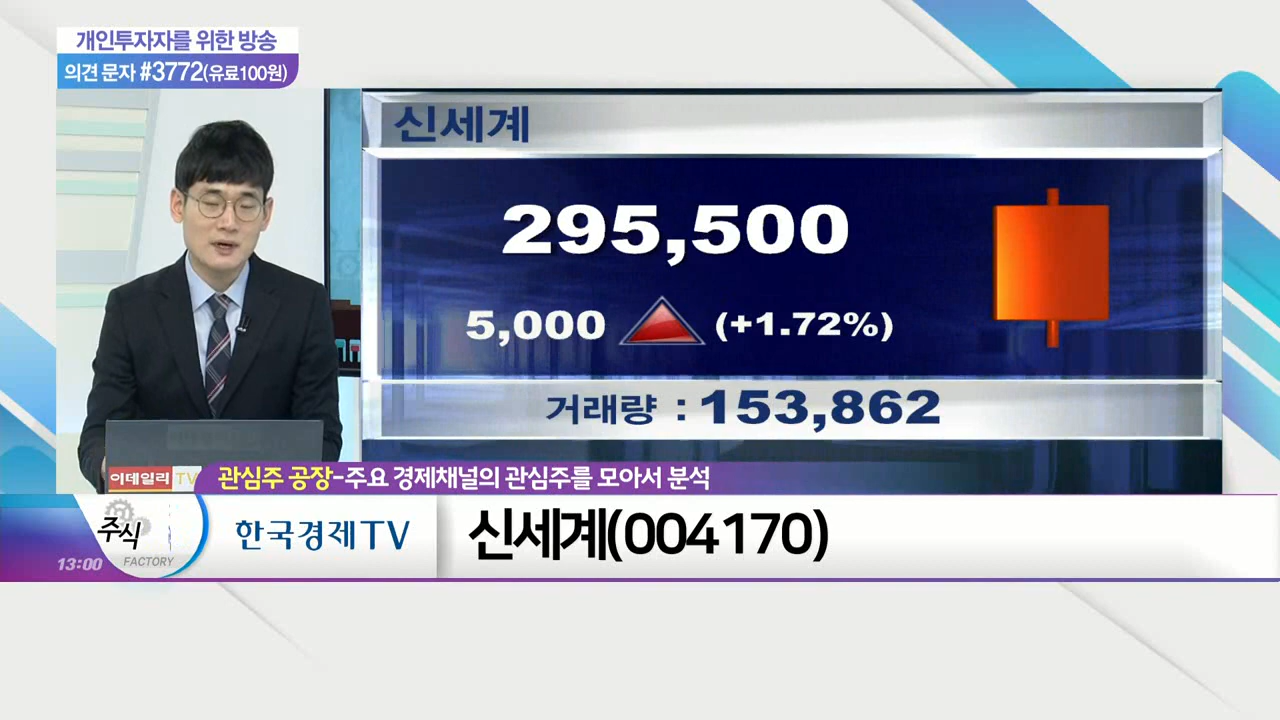 개인투자자를 위한 방송
의견 문자 #3772(유료100원)
신세계
295,500
5,000 (+1.72%)
거래량 : 153,862
이데일리 TV
관심주 공장-주요 경제채널의 관심주를 모아서 분석
주식
FACTORY
13:00
한국경제TV
신세계(004170)